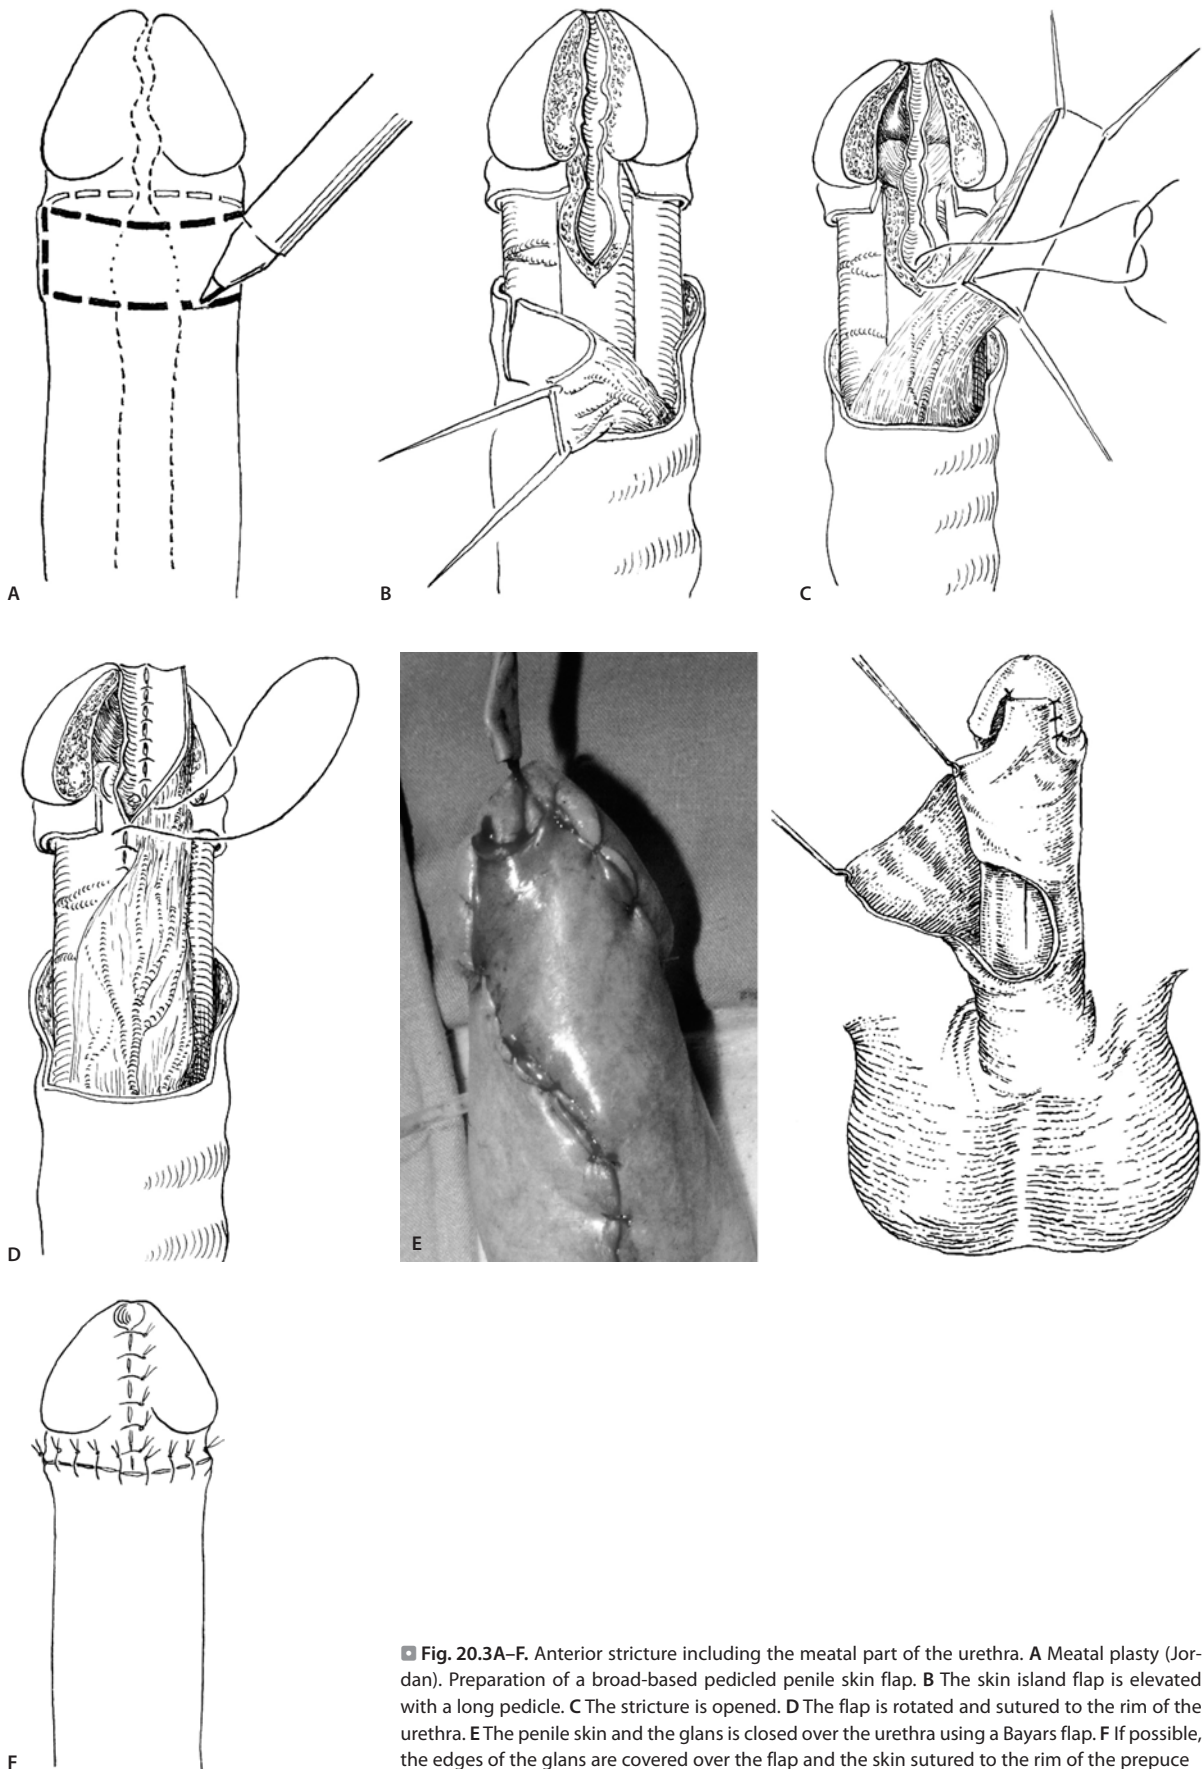 A
B
C
D
E
F
Fig. 20.3A–F. Anterior stricture including the meatal part of the urethra. A Meatal plasty (Jor-
dan). Preparation of a broad-based pedicled penile skin flap. B The skin island flap is elevated
with a long pedicle. C The stricture is opened. D The flap is rotated and sutured to the rim of the
urethra. E The penile skin and the glans is closed over the urethra using a Bayars flap. F If possible,
the edges of the glans are covered over the flap and the skin sutured to the rim of the prepuce